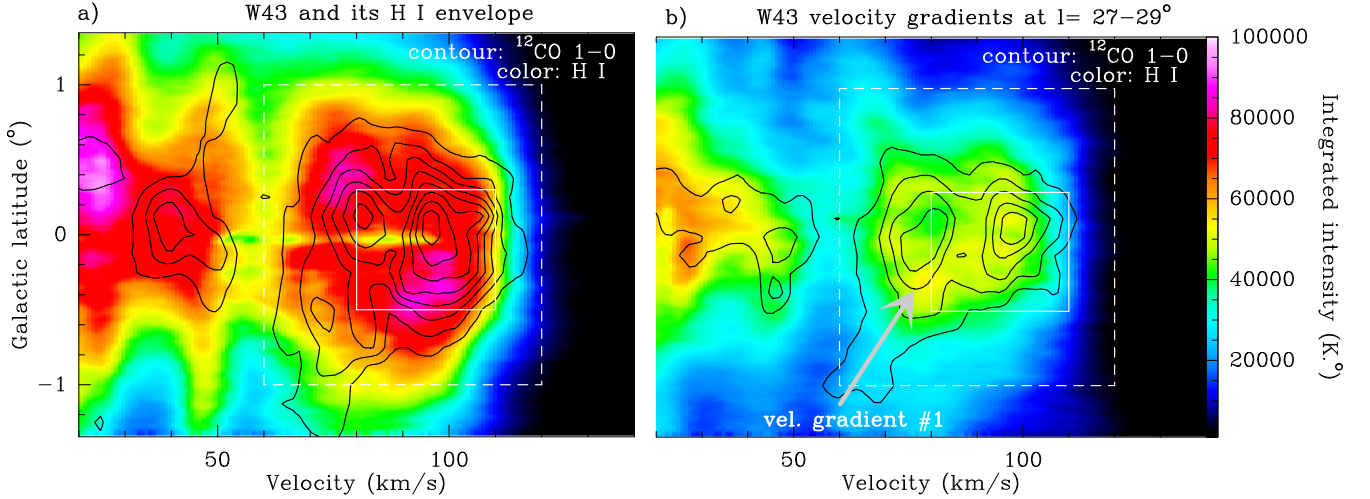 a) W43 and its H I envelope
contour: ¹²CO 1−0
color: H I
Galactic latitude (°)
1
0
−1
50
100
Velocity (km/s)
b) W43 velocity gradients at l= 27−29°
contour: ¹²CO 1−0
color: H I
vel. gradient #1
50
100
Velocity (km/s)
100000
80000
60000
40000
20000
Integrated intensity (K.°)